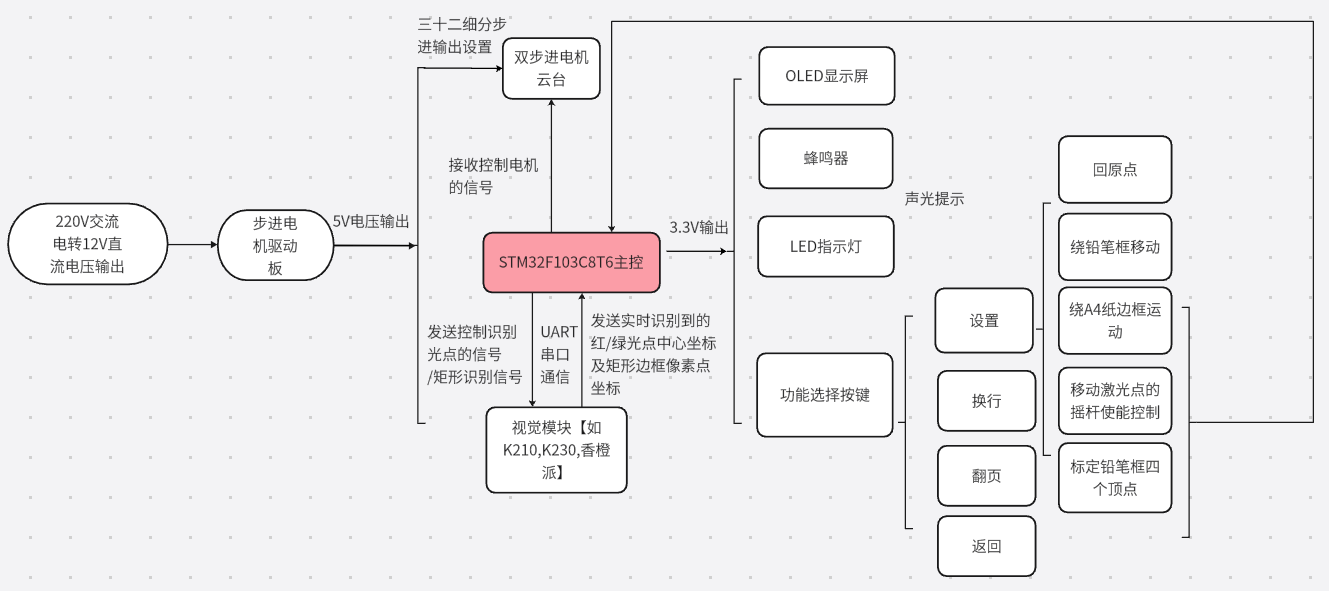 220V交流
电转12V直
流电压输出
步进电
机驱动
板
5V电压输出
三十二细分步
进输出设置
双步进电机
云台
接收控制电机
的信号
STM32F103C8T6主控
发送控制识别
光点的信号
/矩形识别信号
UART
串口
通信
发送实时识别到的
红/绿光点中心坐标
及矩形边框像素点
坐标
视觉模块【如
K210,K230,香橙
派】
3.3V输出
OLED显示屏
蜂鸣器
声光提示
LED指示灯
功能选择按键
设置
换行
翻页
返回
回原点
绕铅笔框移动
绕A4纸边框运
动
移动激光点的
摇杆使能控制
标定铅笔框四
个顶点